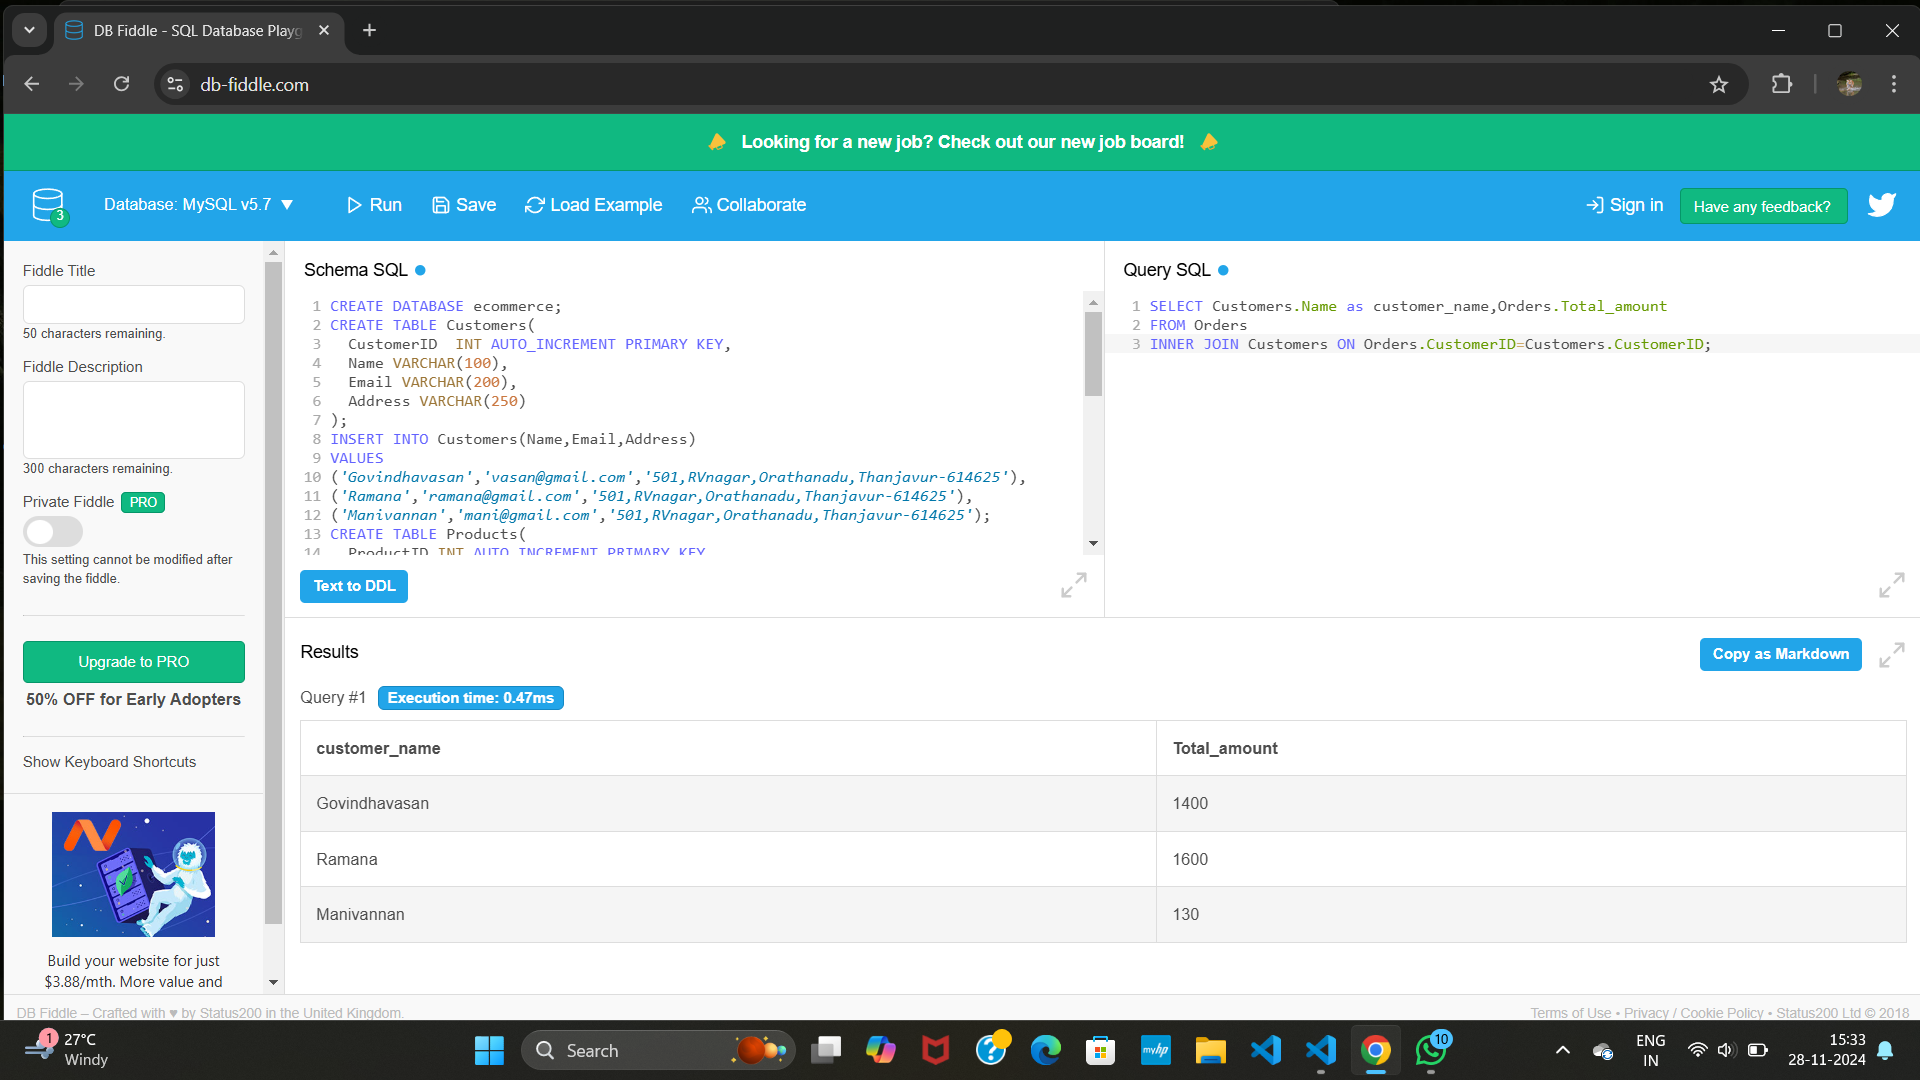 DB Fiddle - SQL Database Playg
db-fiddle.com
Looking for a new job? Check out our new job board!
3
Database: MySQL v5.7 ▼
Run
Save
Load Example
Collaborate
Sign in
Have any feedback?
Fiddle Title
50 characters remaining.
Fiddle Description
300 characters remaining.
Private Fiddle PRO
This setting cannot be modified after
saving the fiddle.
Upgrade to PRO
50% OFF for Early Adopters
Show Keyboard Shortcuts
Build your website for just
$3.88/mth. More value and
Schema SQL
1 CREATE DATABASE ecommerce;
2 CREATE TABLE Customers(
3 CustomerID INT AUTO_INCREMENT PRIMARY KEY,
4 Name VARCHAR(100),
5 Email VARCHAR(200),
6 Address VARCHAR(250)
7 );
8 INSERT INTO Customers(Name,Email,Address)
9 VALUES
10 ('Govindhavasan','vasan@gmail.com','501,RVnagar,Orathanadu,Thanjavur-614625'),
11 ('Ramana','ramana@gmail.com','501,RVnagar,Orathanadu,Thanjavur-614625'),
12 ('Manivannan','mani@gmail.com','501,RVnagar,Orathanadu,Thanjavur-614625');
13 CREATE TABLE Products(
14 ProductID INT AUTO_INCREMENT PRIMARY KEY
Text to DDL
Query SQL
1 SELECT Customers.Name as customer_name,Orders.Total_amount
2 FROM Orders
3 INNER JOIN Customers ON Orders.CustomerID=Customers.CustomerID;
Results
Copy as Markdown
Query #1 Execution time: 0.47ms
customer_name Total_amount
Govindhavasan 1400
Ramana 1600
Manivannan 130
DB Fiddle – Crafted with ♥ by Status200 in the United Kingdom.
Terms of Use • Privacy / Cookie Policy • Status200 Ltd © 2018
1
27°C
Windy
Search
myhp
10
ENG
IN
15:33
28-11-2024